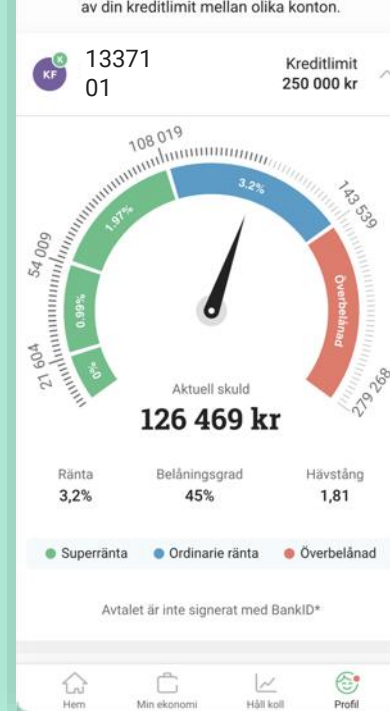 av din kreditlimit mellan olika konton.
K
KF
13371
01
Kreditlimit
250 000 kr
108 019
143 539
54 009
21 604
279 268
0%
0.99%
1.97%
3.2%
Överbelånad
Aktuell skuld
126 469 kr
Ränta
Belåningsgrad
Hävstång
3,2%
45%
1,81
Superränta
Ordinarie ränta
Överbelånad
Avtalet är inte signerat med BankID*
Hem
Min ekonomi
Håll koll
Profil